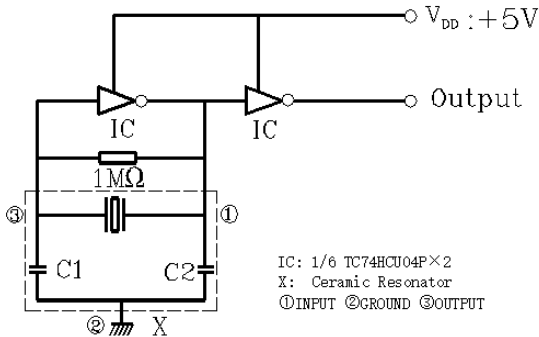 V_DD:+5V
Output
IC
IC
1MΩ
③
①
C1
C2
IC: 1/6 TC74HCU04P×2
X: Ceramic Resonator
①INPUT ②GROUND ③OUTPUT
②
X